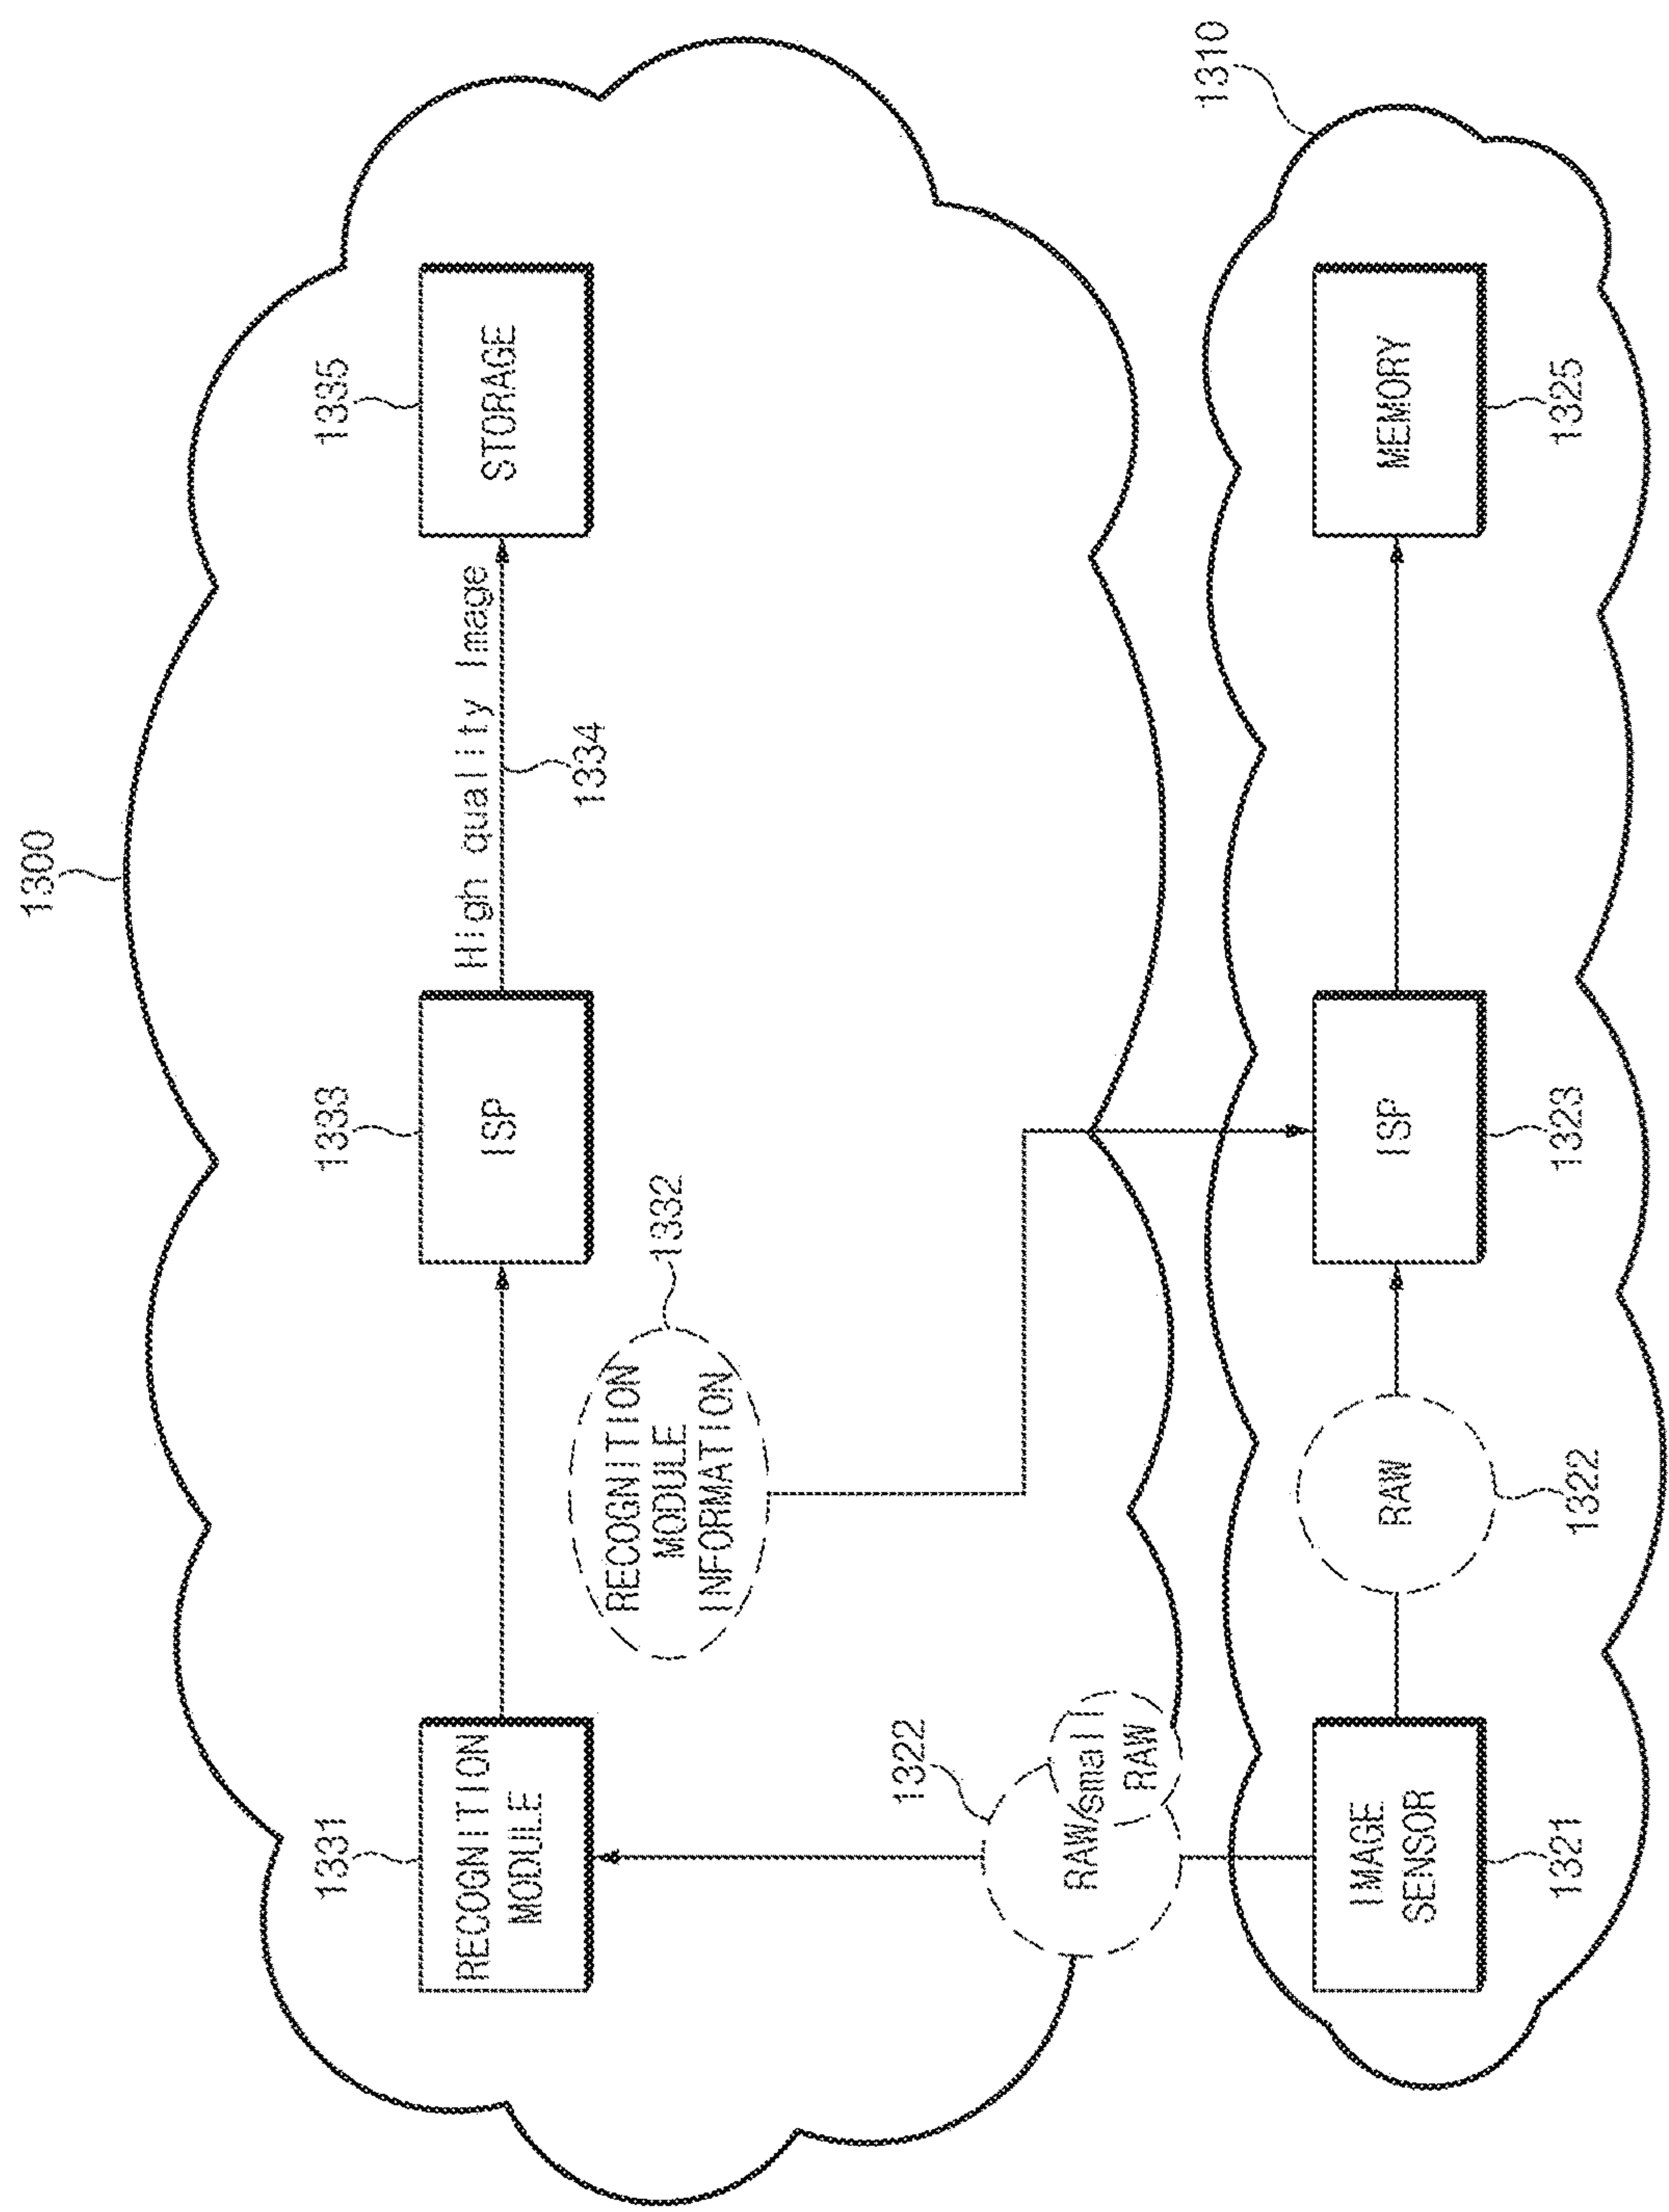 1300
1331
RECOGNITION
MODULE
1333
ISP
High quality Image
1334
1335
STORAGE
RECOGNITION
MODULE
INFORMATION
1332
1322
RAW/small
RAW
1310
IMAGE
SENSOR
1321
RAW
1322
ISP
1323
MEMORY
1325